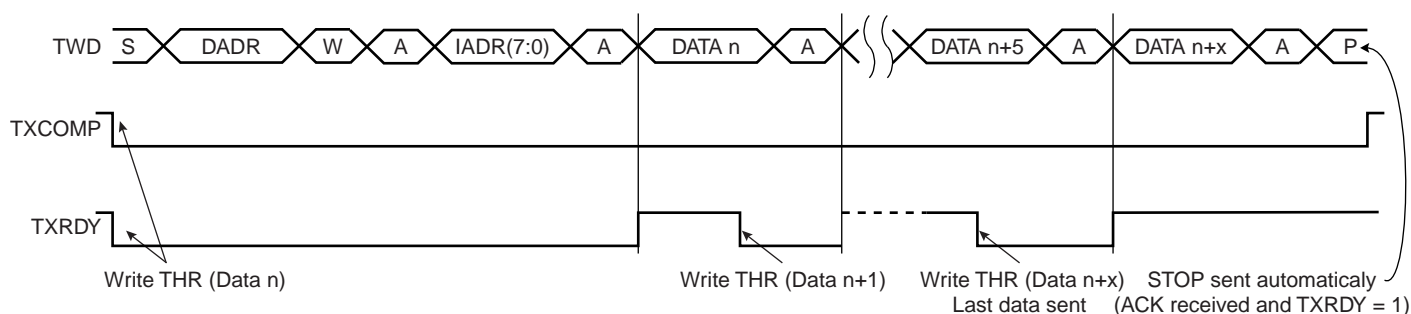 TWD S DADR W A IADR(7:0) A DATA n A DATA n+5 A DATA n+x A P
TXCOMP
TXRDY
Write THR (Data n) Write THR (Data n+1) Write THR (Data n+x) STOP sent automaticaly
Last data sent (ACK received and TXRDY = 1)